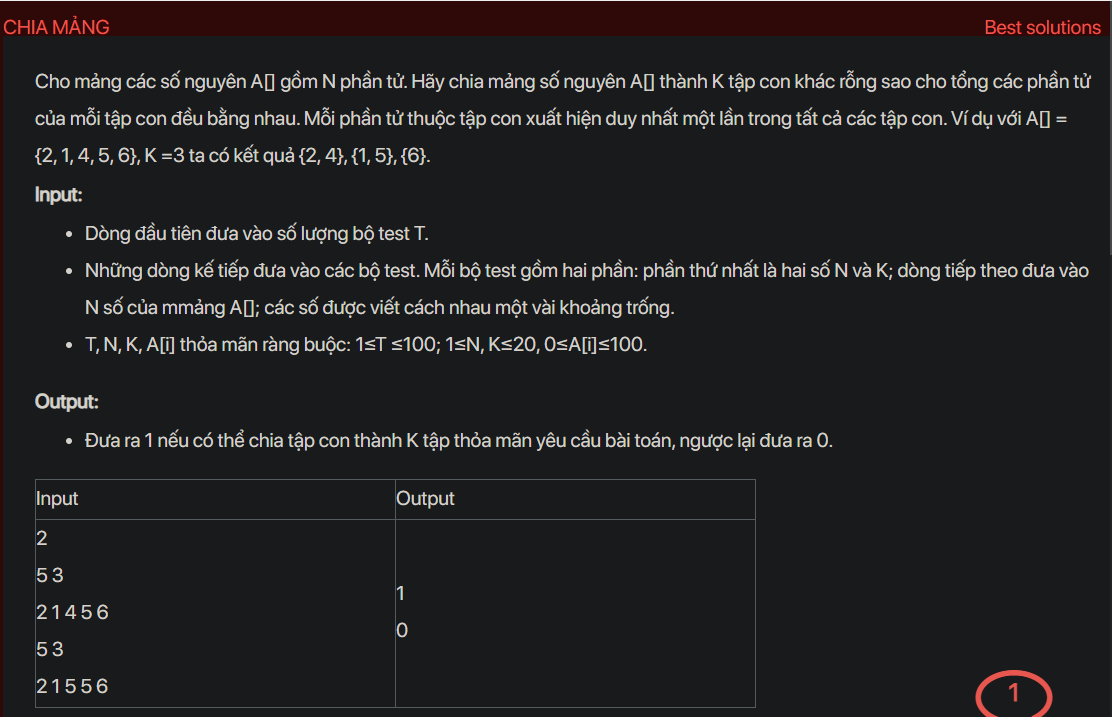 CHIA MẢNG Best solutions
Cho mảng các số nguyên A[] gồm N phần tử. Hãy chia mảng số nguyên A[] thành K tập con khác rỗng sao cho tổng các phần tử
của mỗi tập con đều bằng nhau. Mỗi phần tử thuộc tập con xuất hiện duy nhất một lần trong tất cả các tập con. Ví dụ với A[] =
{2, 1, 4, 5, 6}, K =3 ta có kết quả {2, 4}, {1, 5}, {6}.
Input:
• Dòng đầu tiên đưa vào số lượng bộ test T.
• Những dòng kế tiếp đưa vào các bộ test. Mỗi bộ test gồm hai phần: phần thứ nhất là hai số N và K; dòng tiếp theo đưa vào
N số của mmảng A[]; các số được viết cách nhau một vài khoảng trống.
• T, N, K, A[i] thỏa mãn ràng buộc: 1≤T ≤100; 1≤N, K≤20, 0≤A[i]≤100.
Output:
• Đưa ra 1 nếu có thể chia tập con thành K tập thỏa mãn yêu cầu bài toán, ngược lại đưa ra 0.
Input Output
2
5 3
2 1 4 5 6
5 3
2 1 5 5 6
1
0
1